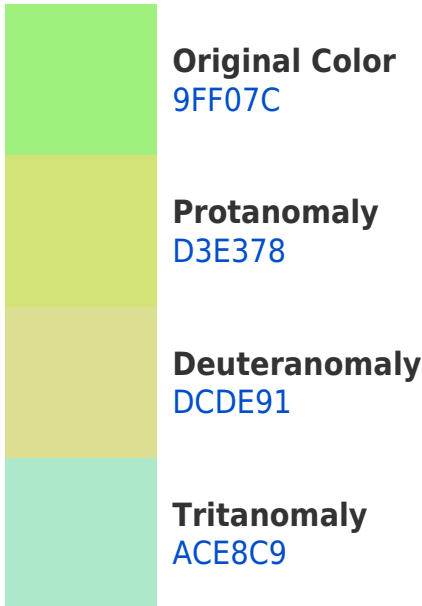 Original Color
9FF07C
Protanomaly
D3E378
Deuteranomaly
DCDE91
Tritanomaly
ACE8C9